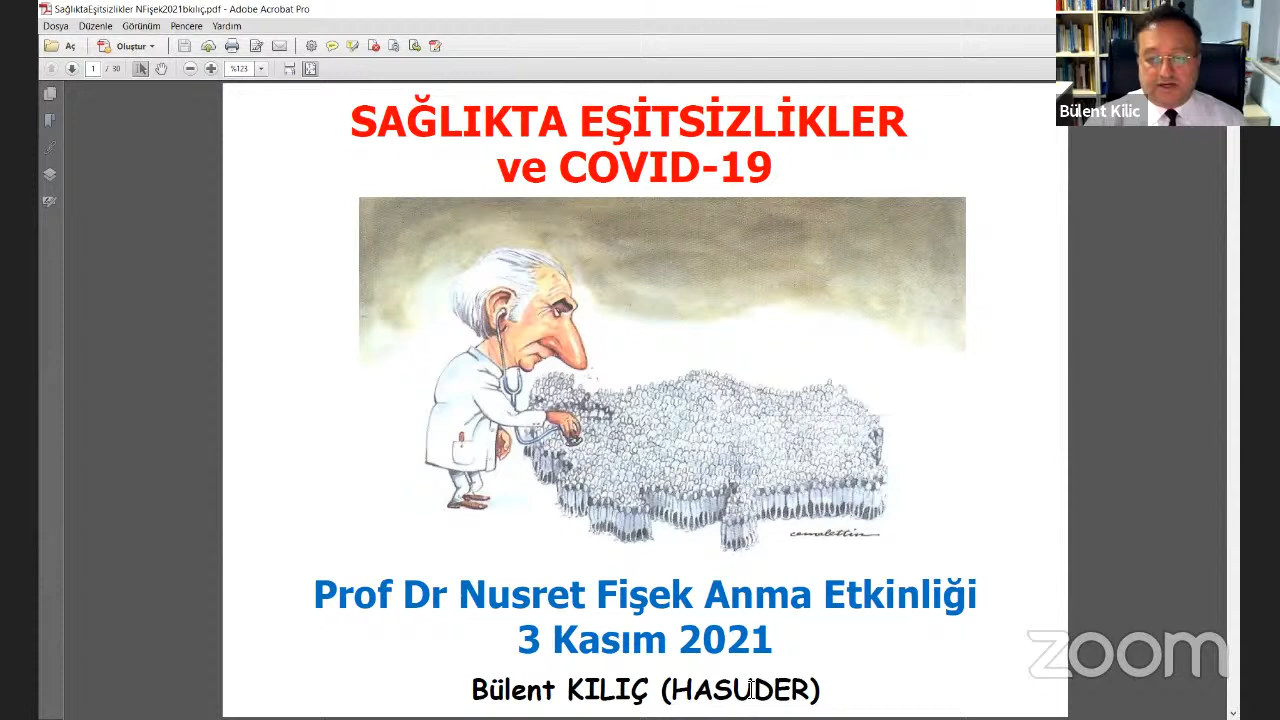 SağlıktaEşitsizlikler NFişek2021bkılıç.pdf - Adobe Acrobat Pro
Dosya Düzenle Görünüm Pencere Yardım
Aç Oluştur
1 / 30 %123
Bülent Kilic
SAĞLIKTA EŞİTSİZLİKLER
ve COVID-19
cemalettin
Prof Dr Nusret Fişek Anma Etkinliği
3 Kasım 2021
zoom
Bülent KILIÇ (HASUDER)